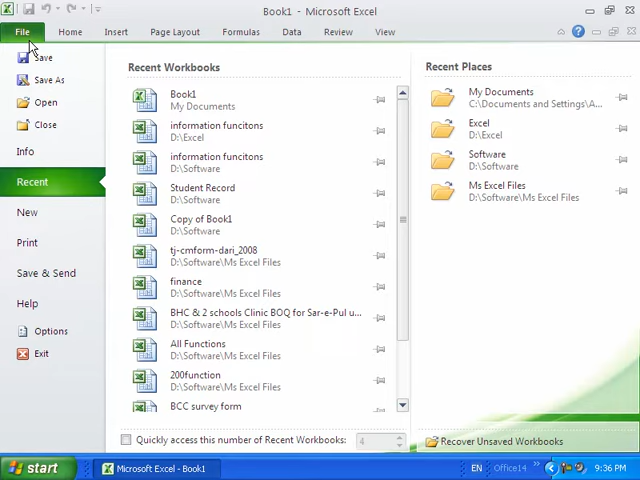 Book1 - Microsoft Excel
File Home Insert Page Layout Formulas Data Review View
Save
Save As
Open
Close
Info
Recent
New
Print
Save & Send
Help
Options
Exit
Recent Workbooks
Book1
My Documents
information funcitons
D:\Excel
information funcitons
D:\Software
Student Record
D:\Software
Copy of Book1
D:\Software
tj-cmform-dari_2008
D:\Software\Ms Excel Files
finance
D:\Software\Ms Excel Files
BHC & 2 schools Clinic BOQ for Sar-e-Pul u...
D:\Software\Ms Excel Files
All Functions
D:\Software\Ms Excel Files
200function
D:\Software\Ms Excel Files
BCC survey form
Quickly access this number of Recent Workbooks: 4
Recent Places
My Documents
C:\Documents and Settings\A...
Excel
D:\Excel
Software
D:\Software
Ms Excel Files
D:\Software\Ms Excel Files
Recover Unsaved Workbooks
start Microsoft Excel - Book1 EN Office14 » 9:36 PM